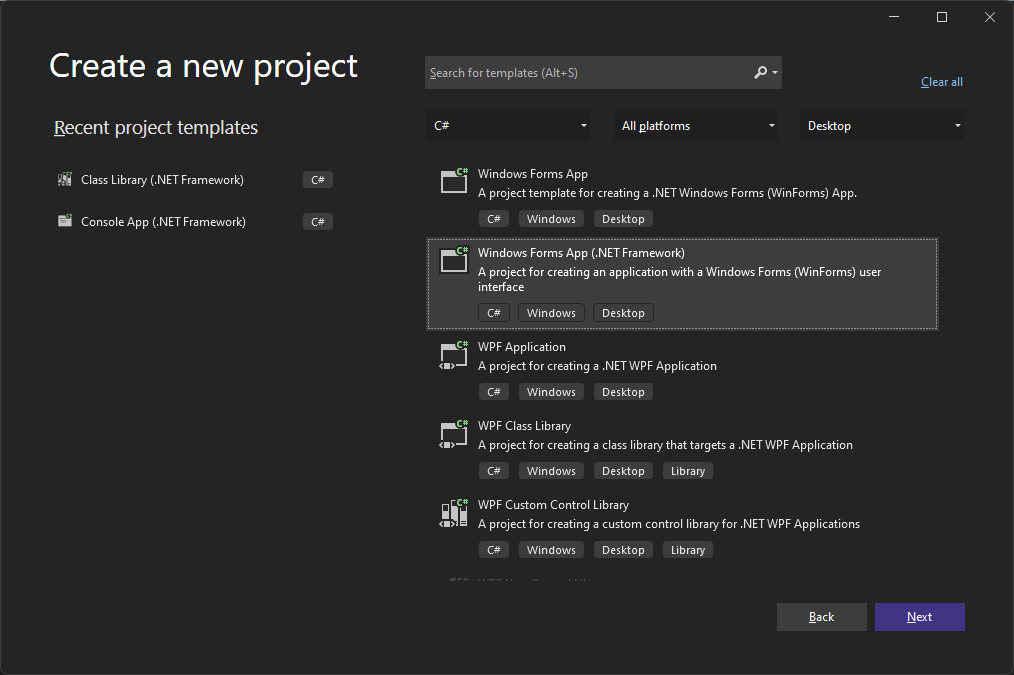 Create a new project
Search for templates (Alt+S)
Clear all
Recent project templates
C#
All platforms
Desktop
Class Library (.NET Framework)
C#
Console App (.NET Framework)
C#
C#
Windows Forms App
A project template for creating a .NET Windows Forms (WinForms) App.
C# Windows Desktop
C#
Windows Forms App (.NET Framework)
A project for creating an application with a Windows Forms (WinForms) user
interface
C# Windows Desktop
C#
WPF Application
A project for creating a .NET WPF Application
C# Windows Desktop
C#
WPF Class Library
A project for creating a class library that targets a .NET WPF Application
C# Windows Desktop Library
C#
WPF Custom Control Library
A project for creating a custom control library for .NET WPF Applications
C# Windows Desktop Library
Back
Next